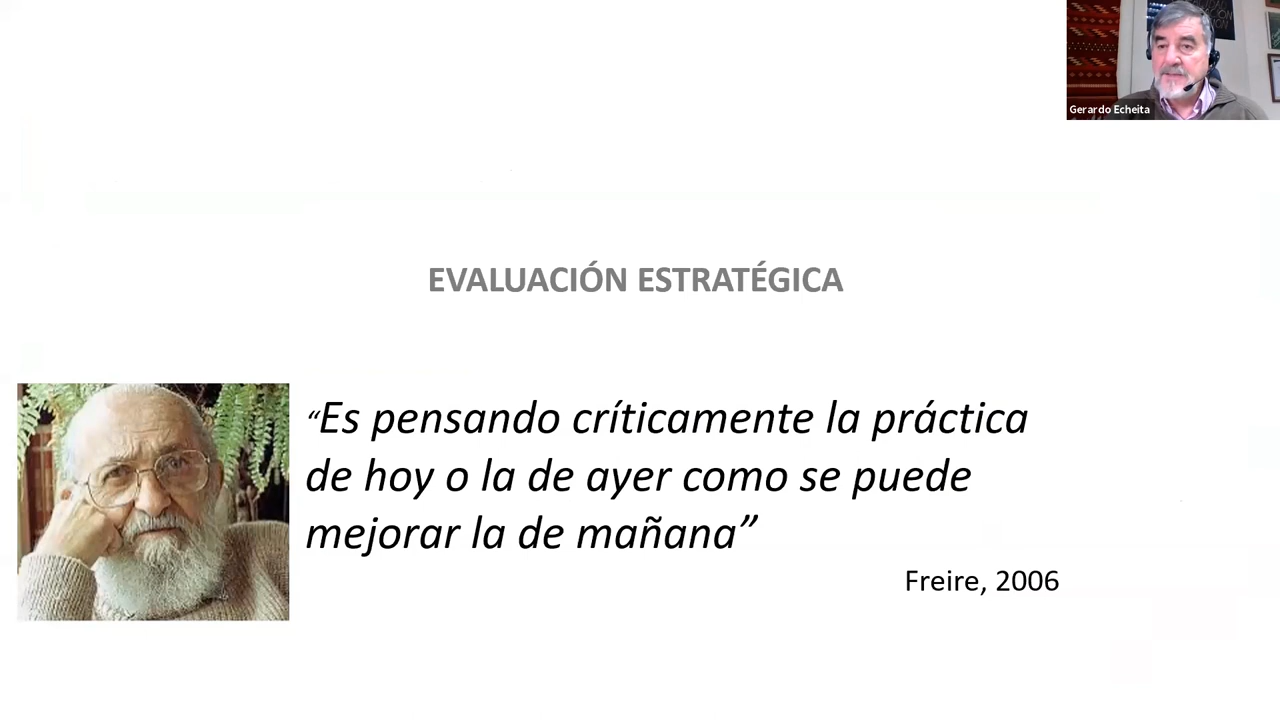 Gerardo Echeita
EVALUACIÓN ESTRATÉGICA
“Es pensando críticamente la práctica
de hoy o la de ayer como se puede
mejorar la de mañana”
Freire, 2006